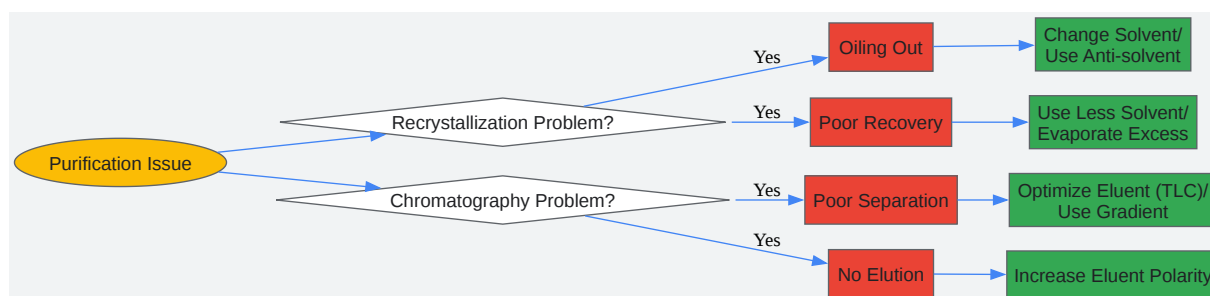 Purification Issue
Recrystallization Problem?
Chromatography Problem?
Yes
Oiling Out
Change Solvent/
Use Anti-solvent
Yes
Poor Recovery
Use Less Solvent/
Evaporate Excess
Yes
Poor Separation
Optimize Eluent (TLC)/
Use Gradient
Yes
No Elution
Increase Eluent Polarity